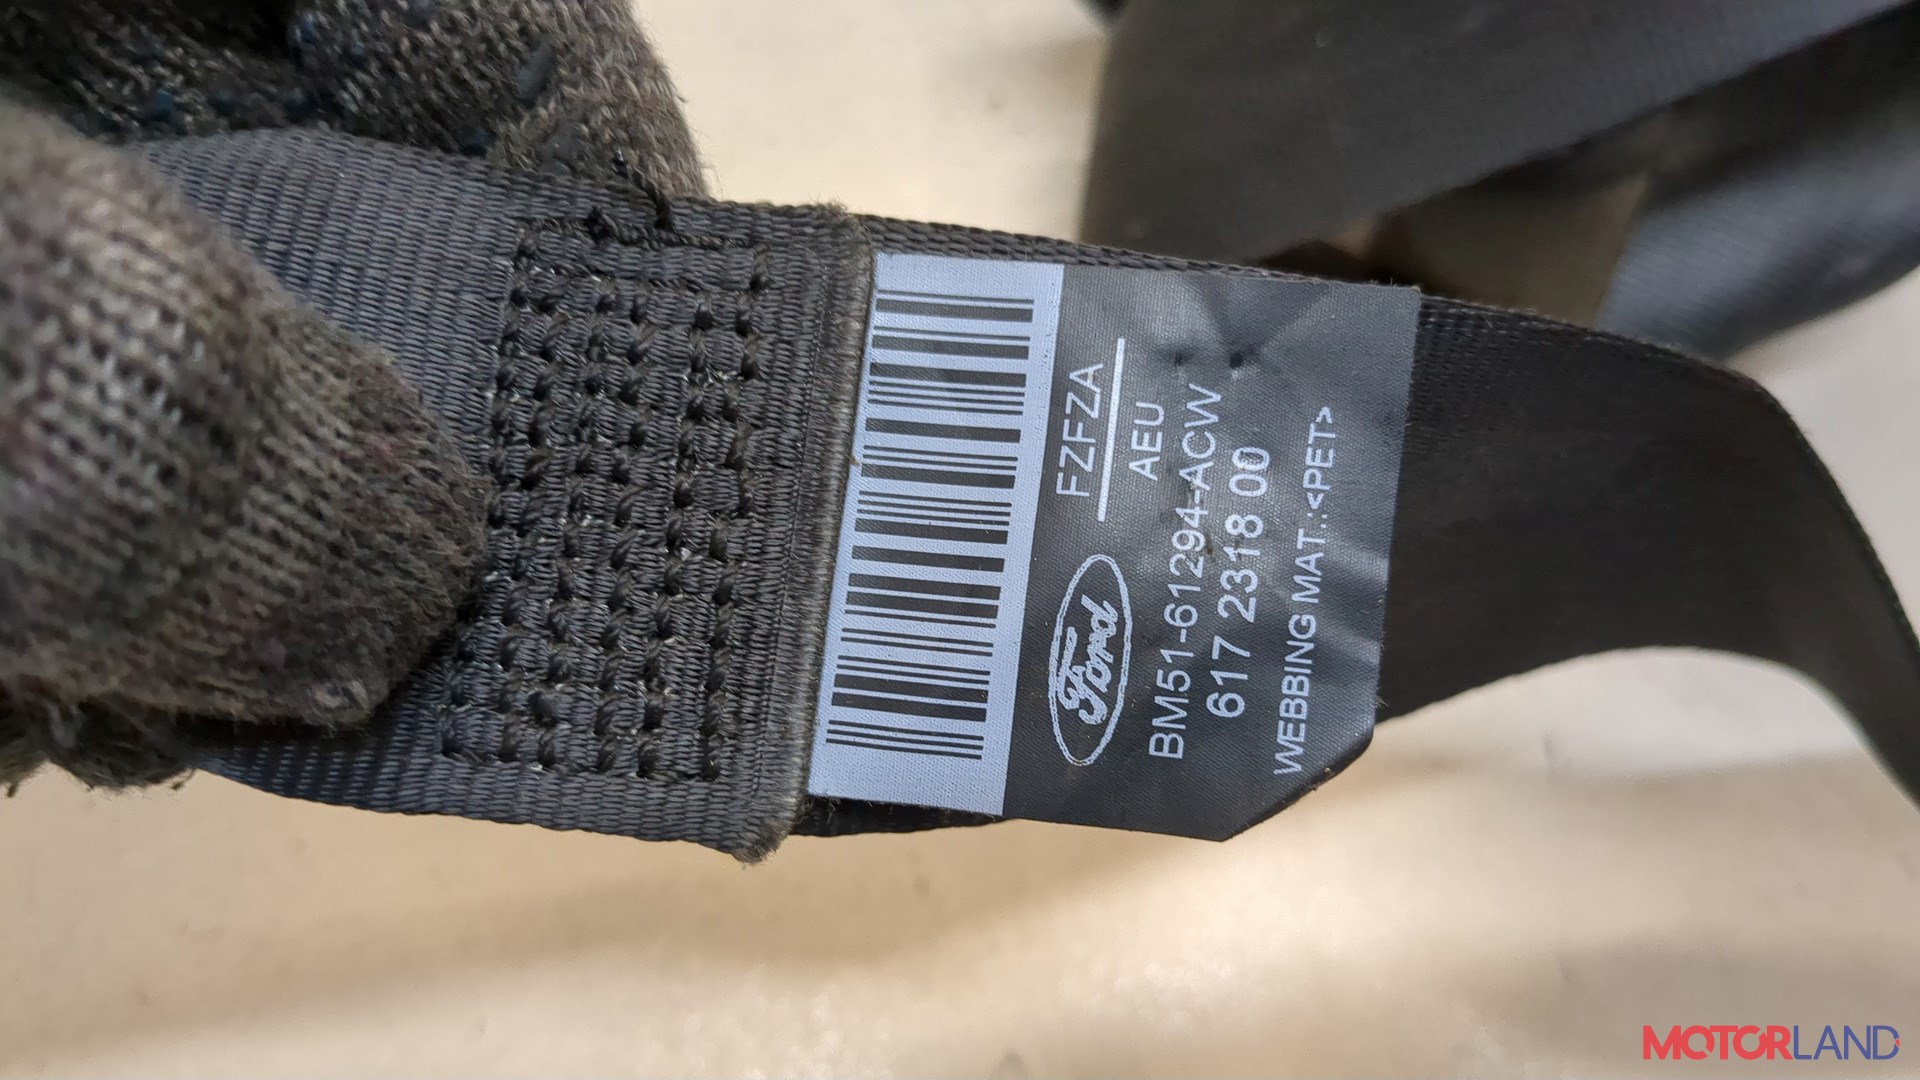 FZFZA
AEU
Ford
BM51-61294-ACW
617 2318 00
WEBBING MAT.:<PET>
MOTORLAND